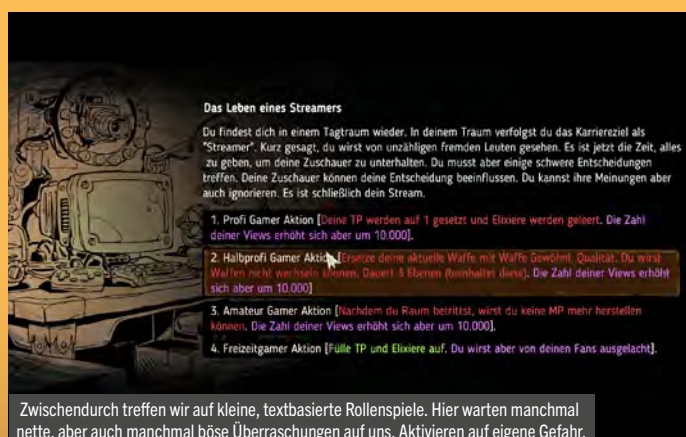 Das Leben eines Streamers
Du findest dich in einem Tagtraum wieder. In deinem Traum verfolgst du das Karriereziel als
"Streamer". Kurz gesagt, du wirst von unzähligen fremden Leuten gesehen. Es ist jetzt die Zeit, alles
zu geben, um deine Zuschauer zu unterhalten. Du musst aber einige schwere Entscheidungen
treffen. Deine Zuschauer können deine Entscheidung beeinflussen. Du kannst ihre Meinungen aber
auch ignorieren. Es ist schließlich dein Stream.
1. Profi Gamer Aktion [Deine TP werden auf 1 gesetzt und Elixiere werden geleert. Die Zahl
deiner Views erhöht sich aber um 10.000].
2. Halbprofi Gamer Aktion [Ersetze deine aktuelle Waffe mit Waffe Gewöhnl. Qualität. Du wirst
Waffen nicht wechseln können. Dauert 3 Ebenen (beinhaltet diese). Die Zahl deiner Views erhöht
sich aber um 10.000]
3. Amateur Gamer Aktion [Nachdem du Raum betrittst, wirst du keine MP mehr herstellen
können. Die Zahl deiner Views erhöht sich aber um 10.000].
4. Freizeitgamer Aktion [Fülle TP und Elixiere auf. Du wirst aber von deinen Fans ausgelacht].
Zwischendurch treffen wir auf kleine, textbasierte Rollenspiele. Hier warten manchmal
nette, aber auch manchmal böse Überraschungen auf uns. Aktivieren auf eigene Gefahr.